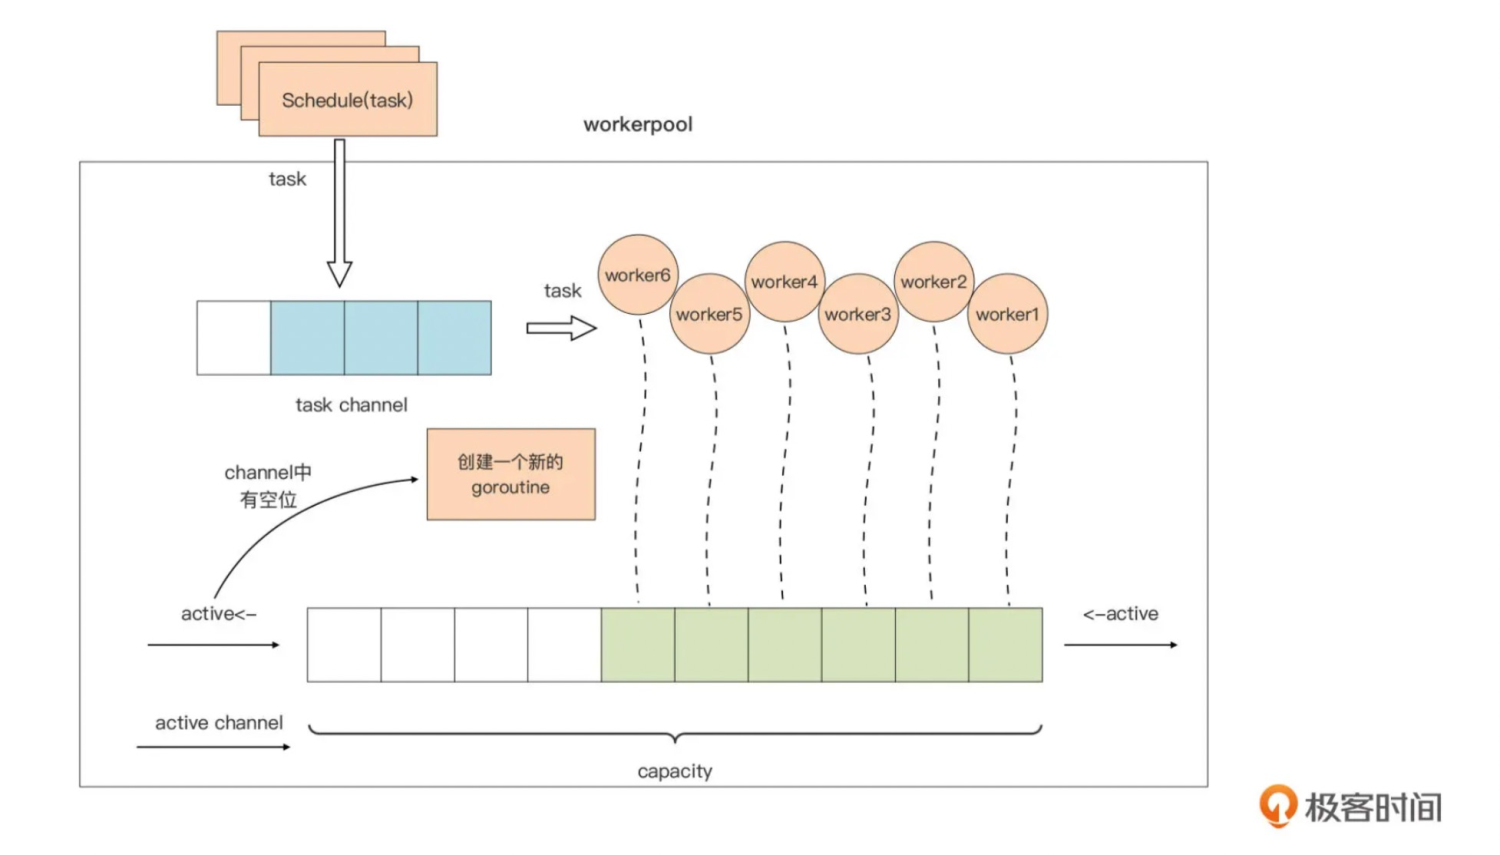 Schedule(task)
workerpool
task
task
worker6
worker5
worker4
worker3
worker2
worker1
task channel
创建一个新的
goroutine
channel中
有空位
active<-
<-active
active channel
capacity
极客时间